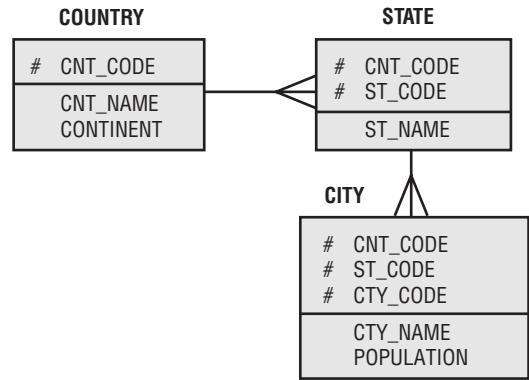 COUNTRY
# CNT_CODE
CNT_NAME
CONTINENT
STATE
# CNT_CODE
# ST_CODE
ST_NAME
CITY
# CNT_CODE
# ST_CODE
# CTY_CODE
CTY_NAME
POPULATION